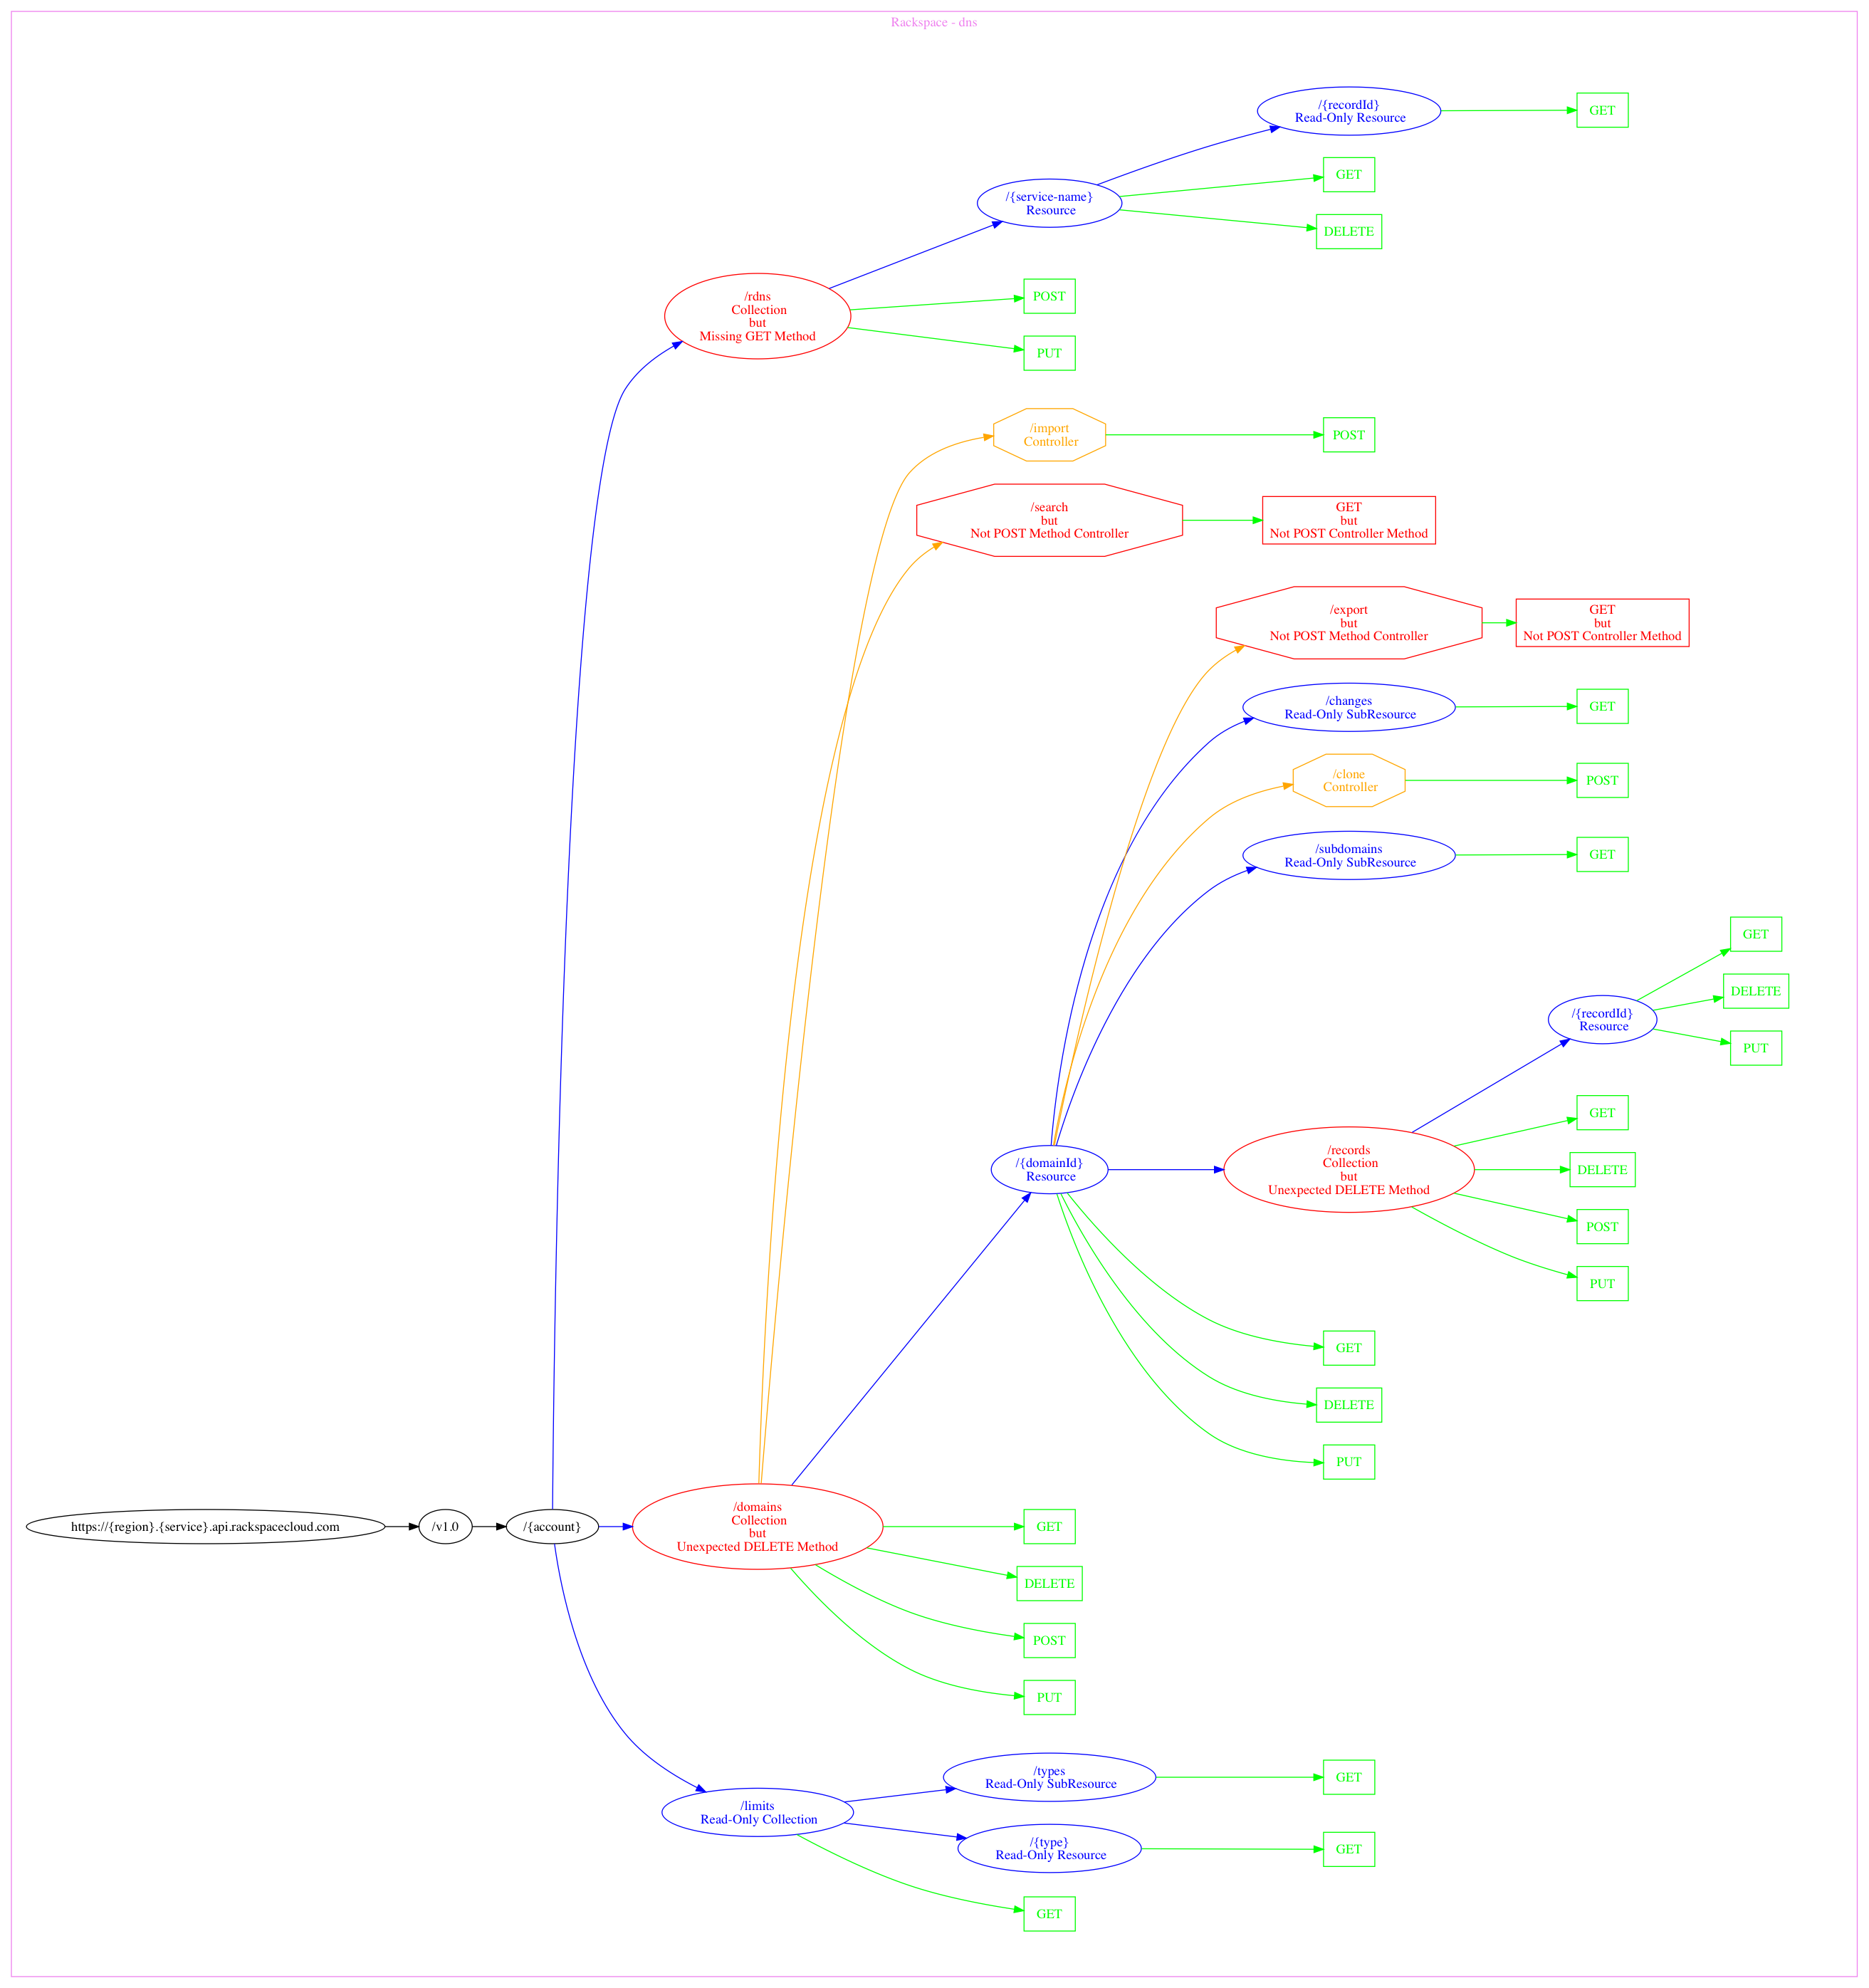 Rackspace - dns
/{recordId}
Read-Only Resource
GET
/{service-name}
Resource
GET
DELETE
/rdns
Collection
but
Missing GET Method
POST
PUT
/import
Controller
POST
/search
but
Not POST Method Controller
GET
but
Not POST Controller Method
/export
but
Not POST Method Controller
GET
but
Not POST Controller Method
/changes
Read-Only SubResource
GET
/clone
Controller
POST
/subdomains
Read-Only SubResource
GET
GET
DELETE
/{recordId}
Resource
PUT
/{domainId}
Resource
/records
Collection
but
Unexpected DELETE Method
GET
DELETE
POST
PUT
GET
DELETE
PUT
https://{region}.{service}.api.rackspacecloud.com
/v1.0
/{account}
/domains
Collection
but
Unexpected DELETE Method
GET
DELETE
POST
PUT
/types
Read-Only SubResource
GET
/limits
Read-Only Collection
/{type}
Read-Only Resource
GET
GET